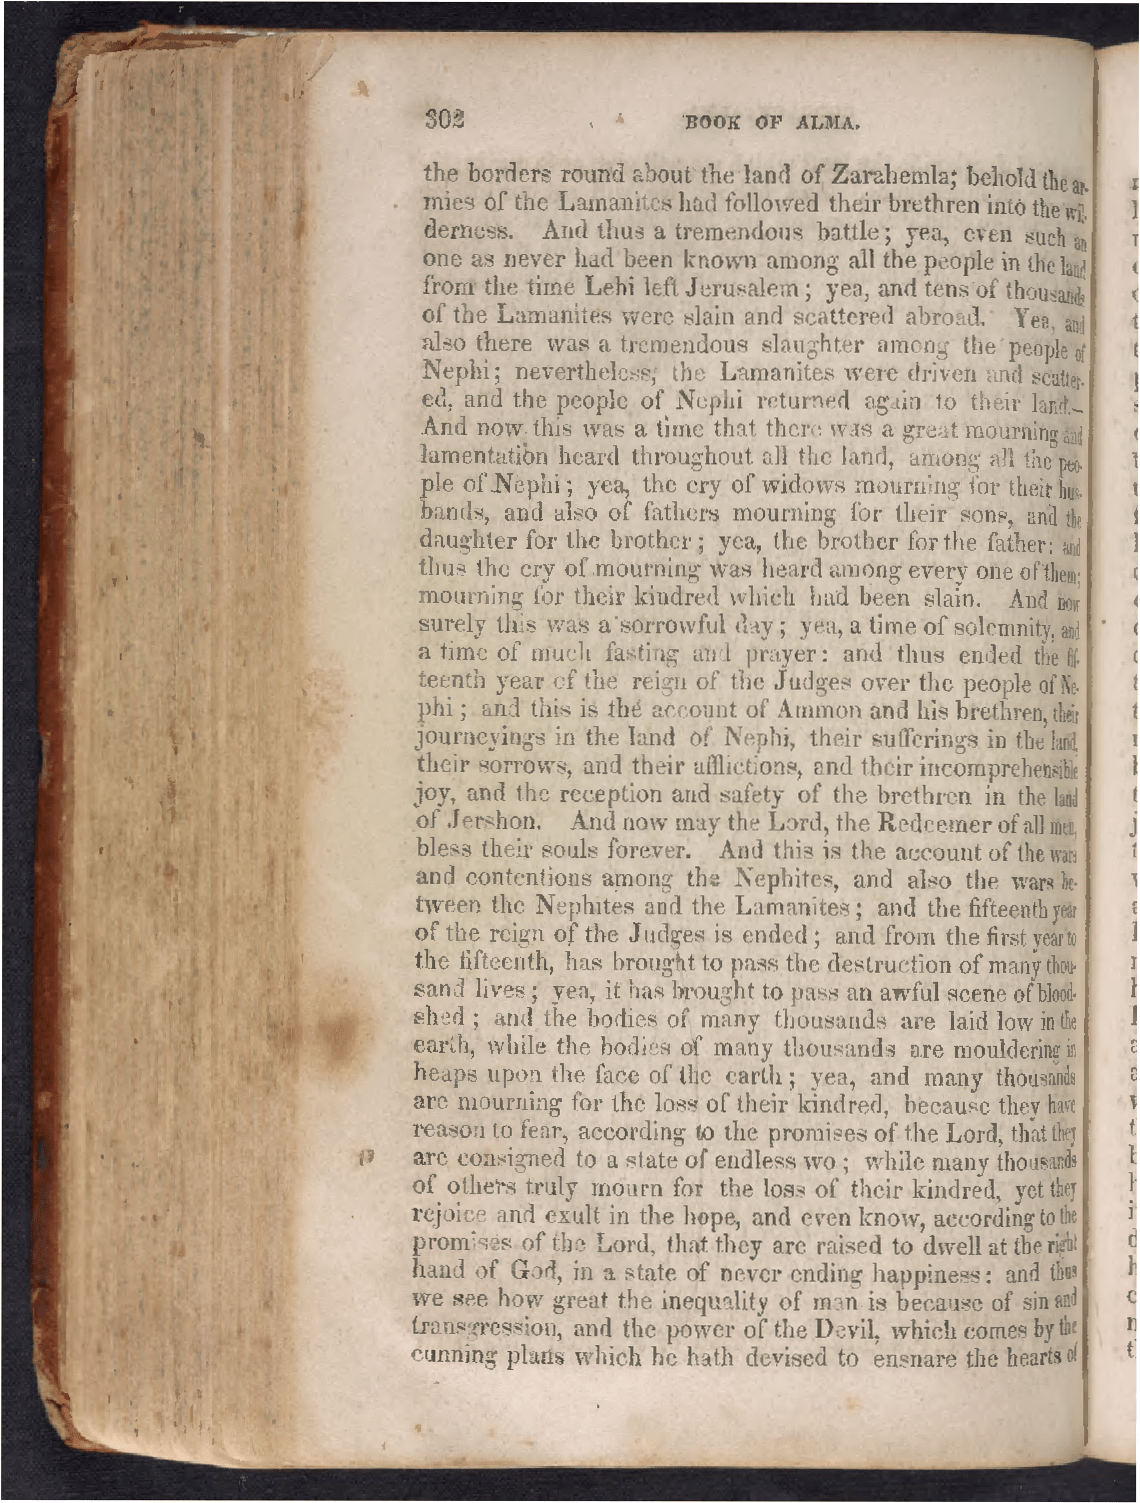 302 BOOK OF ALMA.
the borders round about the land of Zarahemla; behold the ar-
mies of the Lamanites had followed their brethren into the wil-
derness. And thus a tremendous battle; yea, even such an
one as never had been known among all the people in the land
from the time Lehi left Jerusalem; yea, and tens of thousands
of the Lamanites were slain and scattered abroad. Yea, and
also there was a tremendous slaughter among the people of
Nephi; nevertheless, the Lamanites were driven and scatter-
ed, and the people of Nephi returned again to their land.—
And now this was a time that there was a great mourning and
lamentation heard throughout all the land, among all the peo-
ple of Nephi; yea, the cry of widows mourning for their hus-
bands, and also of fathers mourning for their sons, and the
daughter for the brother; yea, the brother for the father; and
thus the cry of mourning was heard among every one of them;
mourning for their kindred which had been slain. And now
surely this was a sorrowful day; yea, a time of solemnity, and
a time of much fasting and prayer: and thus ended the fif-
teenth year of the reign of the Judges over the people of Ne-
phi; and this is the account of Ammon and his brethren, their
journeyings in the land of Nephi, their sufferings in the land,
their sorrows, and their afflictions, and their incomprehensible
joy, and the reception and safety of the brethren in the land
of Jershon. And now may the Lord, the Redeemer of all men,
bless their souls forever. And this is the account of the wars
and contentions among the Nephites, and also the wars be-
tween the Nephites and the Lamanites; and the fifteenth year
of the reign of the Judges is ended; and from the first year to
the fifteenth, has brought to pass the destruction of many thou-
sand lives; yea, it has brought to pass an awful scene of blood-
shed; and the bodies of many thousands are laid low in the
earth, while the bodies of many thousands are mouldering in
heaps upon the face of the earth; yea, and many thousands
are mourning for the loss of their kindred, because they have
reason to fear, according to the promises of the Lord, that they
are consigned to a state of endless wo; while many thousands
of others truly mourn for the loss of their kindred, yet they
rejoice and exult in the hope, and even know, according to the
promises of the Lord, that they are raised to dwell at the right
hand of God, in a state of never ending happiness: and thus
we see how great the inequality of man is because of sin and
transgression, and the power of the Devil, which comes by the
cunning plans which he hath devised to ensnare the hearts of